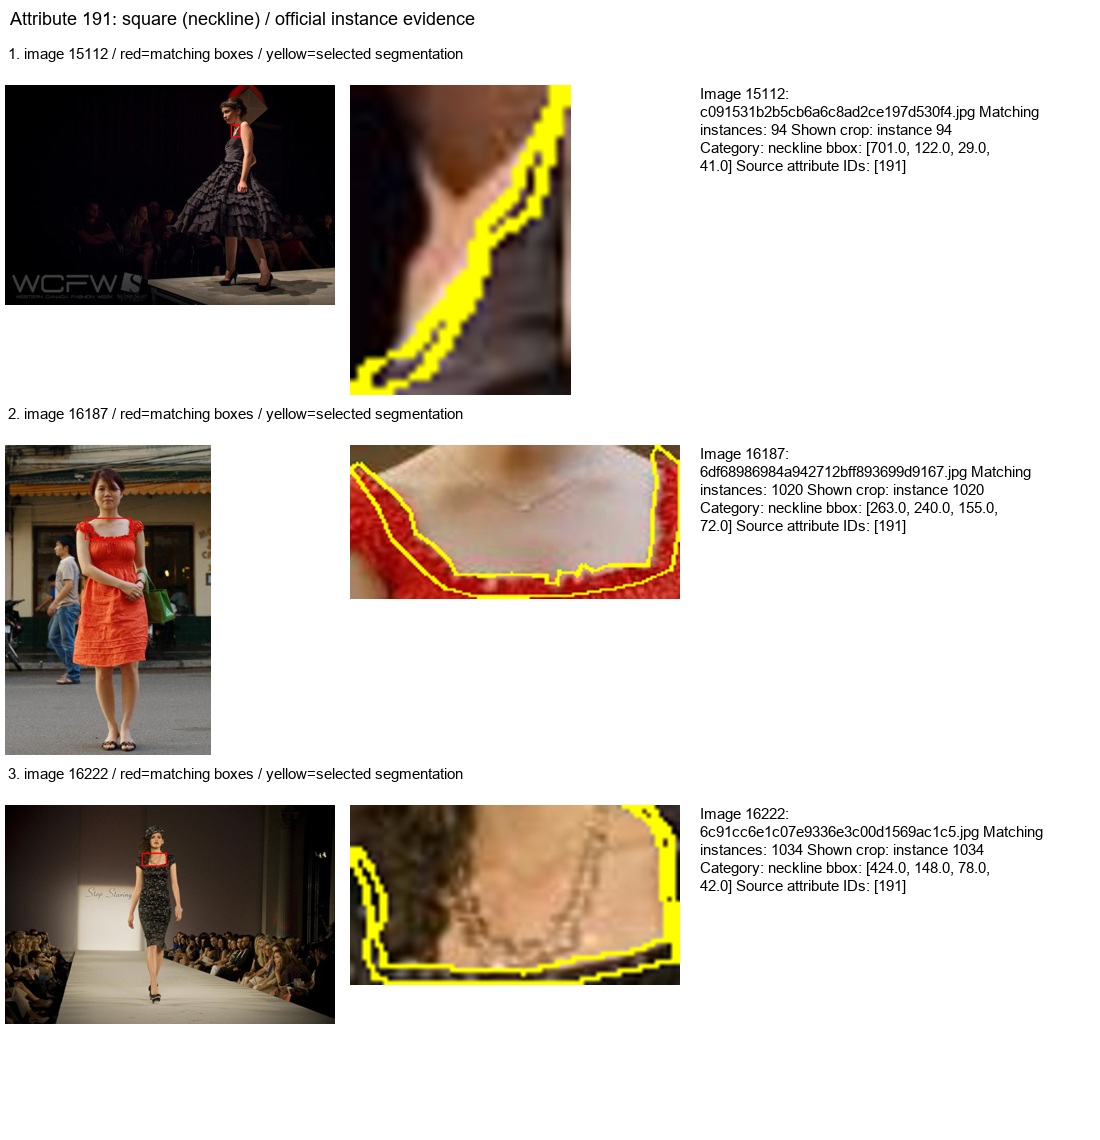 Attribute 191: square (neckline) / official instance evidence
1. image 15112 / red=matching boxes / yellow=selected segmentation
Image 15112:
c091531b2b5cb6a6c8ad2ce197d530f4.jpg Matching
instances: 94 Shown crop: instance 94
Category: neckline bbox: [701.0, 122.0, 29.0,
41.0] Source attribute IDs: [191]
WCFW
2. image 16187 / red=matching boxes / yellow=selected segmentation
Image 16187:
6df68986984a942712bff893699d9167.jpg Matching
instances: 1020 Shown crop: instance 1020
Category: neckline bbox: [263.0, 240.0, 155.0,
72.0] Source attribute IDs: [191]
3. image 16222 / red=matching boxes / yellow=selected segmentation
Image 16222:
6c91cc6e1c07e9336e3c00d1569ac1c5.jpg Matching
instances: 1034 Shown crop: instance 1034
Category: neckline bbox: [424.0, 148.0, 78.0,
42.0] Source attribute IDs: [191]
Stop Staring